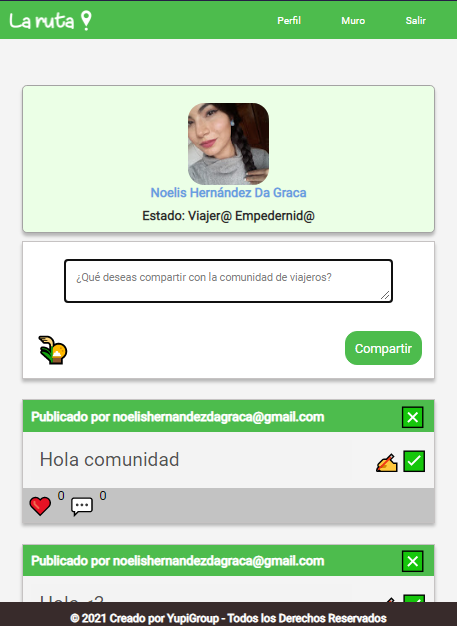 La ruta
Perfil
Muro
Salir
Noelis Hernández Da Graca
Estado: Viajer@ Empedernid@
¿Qué deseas compartir con la comunidad de viajeros?
Compartir
Publicado por noelishernandezdagraca@gmail.com
Hola comunidad
0
0
Publicado por noelishernandezdagraca@gmail.com
Hola <3
© 2021 Creado por YupiGroup - Todos los Derechos Reservados